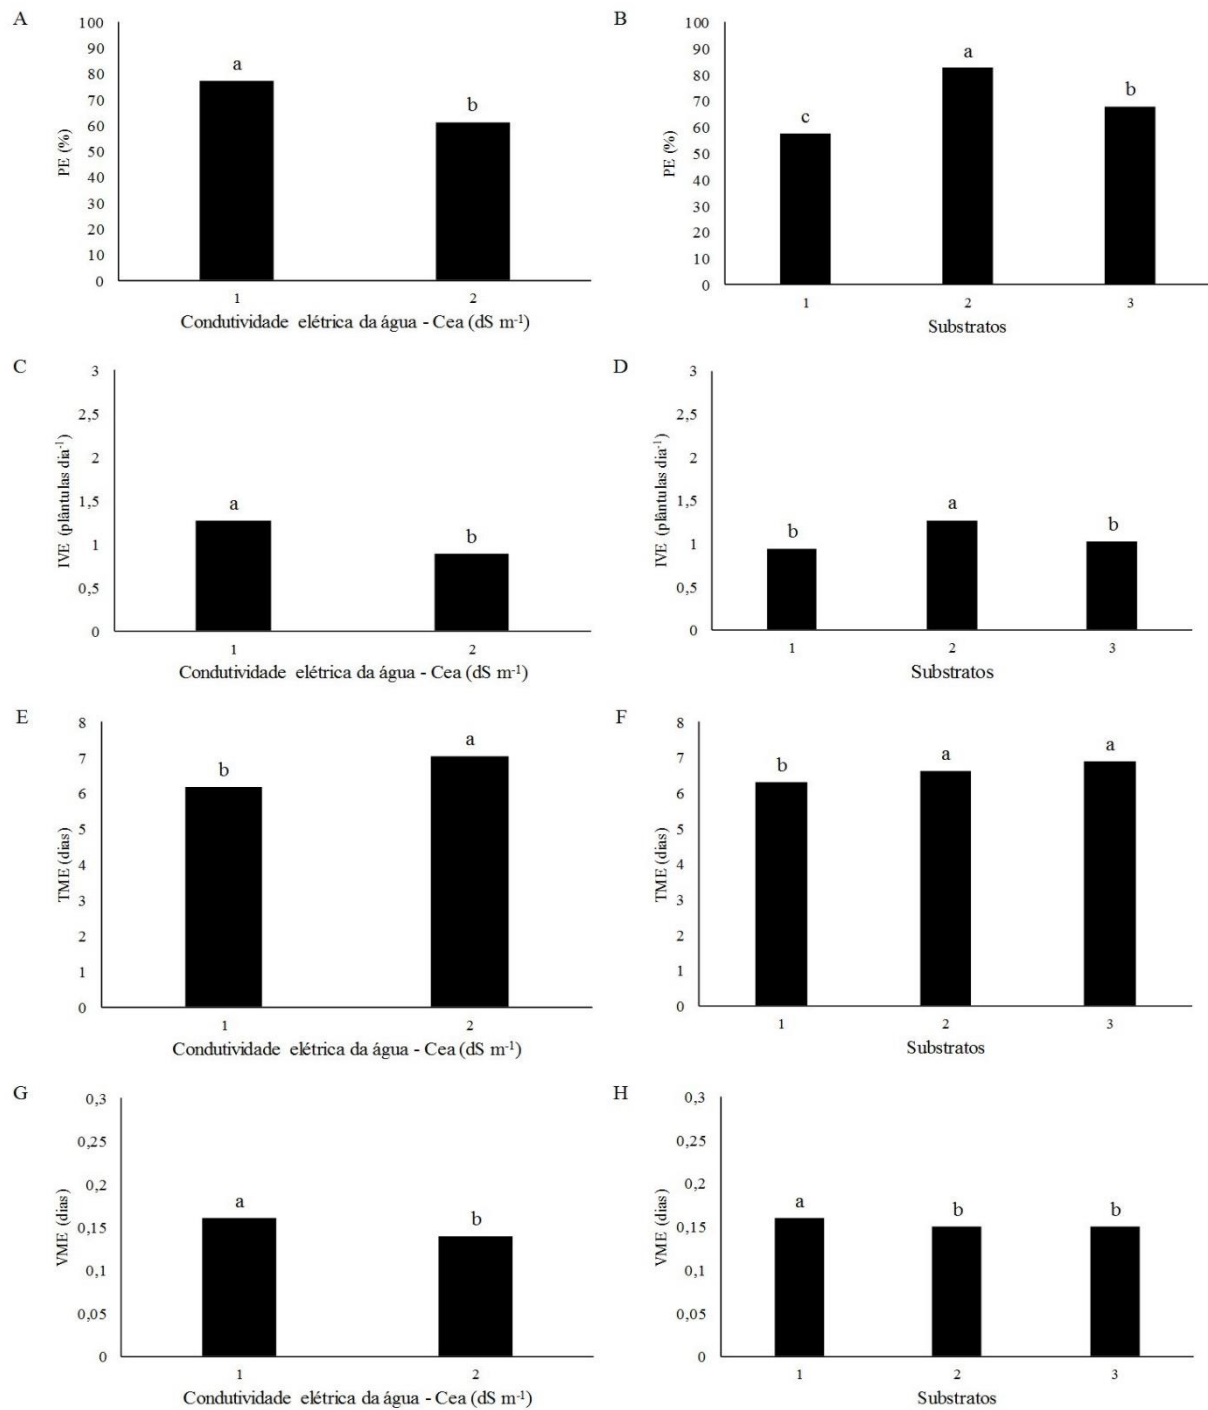 A
PE (%)
100
90
80
70
60
50
40
30
20
10
0
a
b
1 2
Condutividade elétrica da água - Cea (dS m⁻¹)
B
PE (%)
100
90
80
70
60
50
40
30
20
10
0
c
a
b
1 2 3
Substratos
C
IVE (plântulas dia⁻¹)
3
2,5
2
1,5
1
0,5
0
a
b
1 2
Condutividade elétrica da água - Cea (dS m⁻¹)
D
IVE (plântulas dia⁻¹)
3
2,5
2
1,5
1
0,5
0
b
a
b
1 2 3
Substratos
E
TME (dias)
8
7
6
5
4
3
2
1
0
b
a
1 2
Condutividade elétrica da água - Cea (dS m⁻¹)
F
TME (dias)
8
7
6
5
4
3
2
1
0
b
a
a
1 2 3
Substratos
G
VME (dias)
0,3
0,25
0,2
0,15
0,1
0,05
0
a
b
1 2
Condutividade elétrica da água - Cea (dS m⁻¹)
H
VME (dias)
0,3
0,25
0,2
0,15
0,1
0,05
0
a
b
b
1 2 3
Substratos